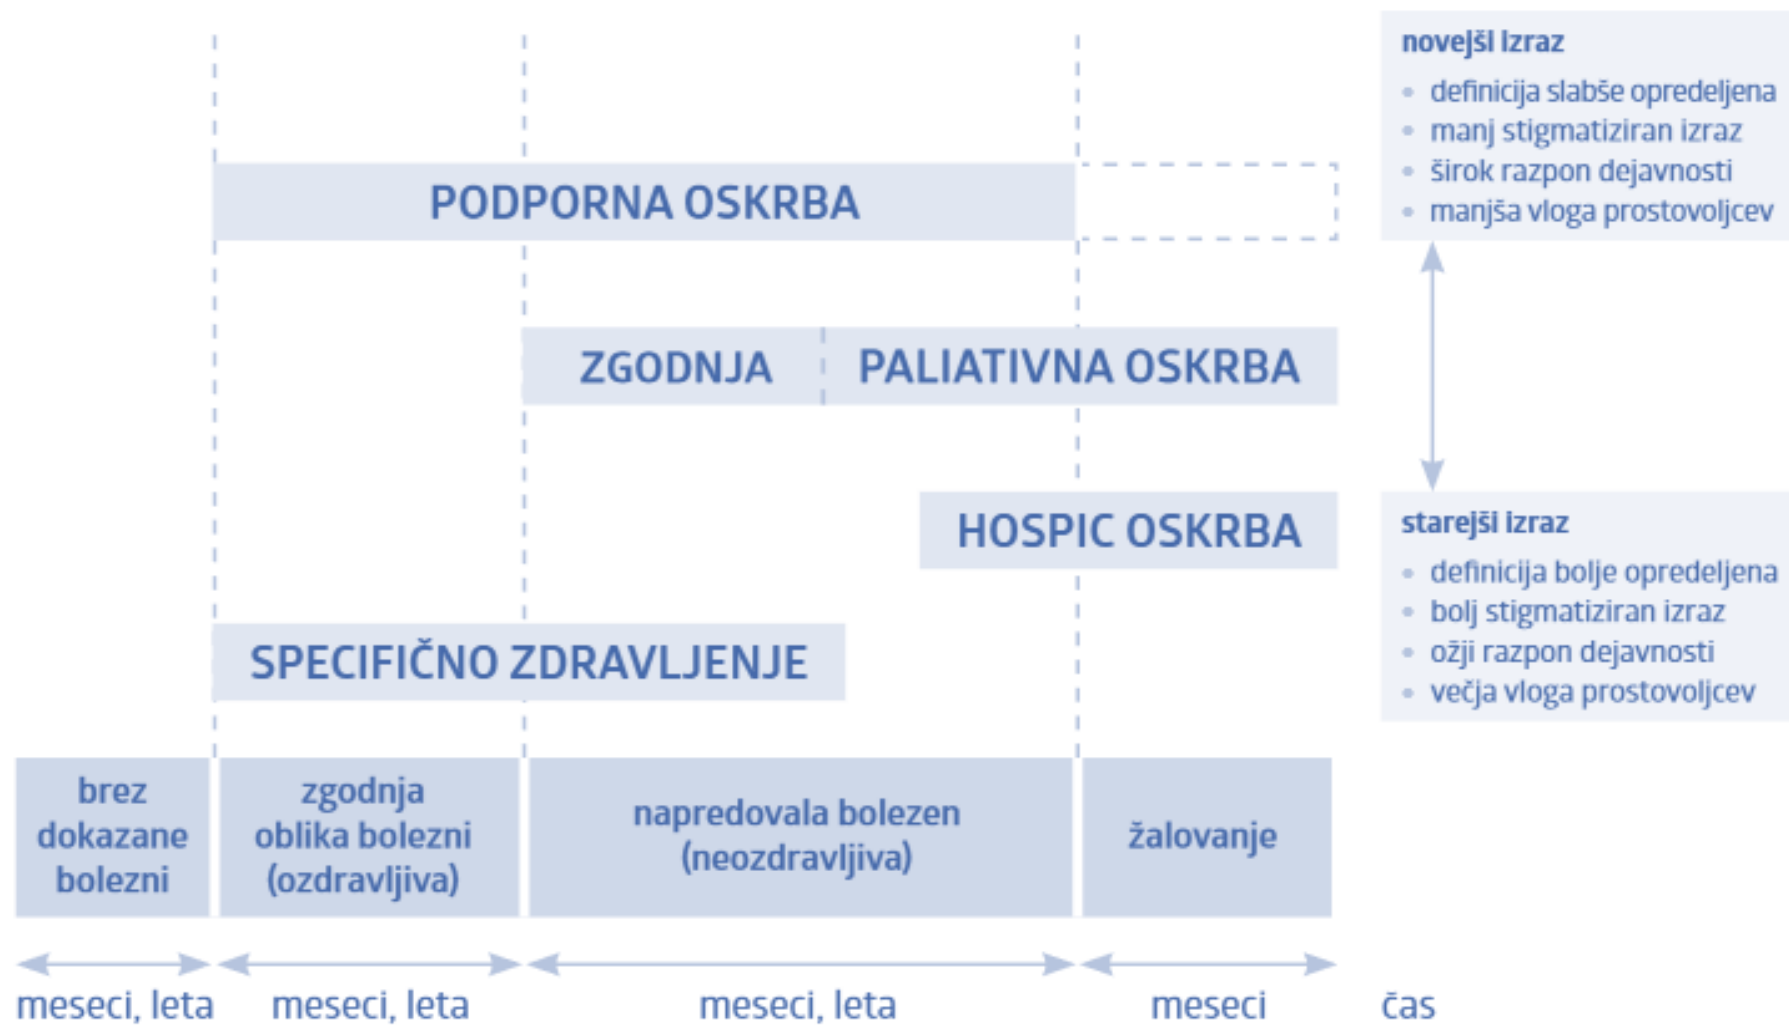 novejši izraz
• definicija slabše opredeljena
• manj stigmatiziran izraz
• širok razpon dejavnosti
• manjša vloga prostovoljcev
PODPORNA OSKRBA
ZGODNJA PALIATIVNA OSKRBA
HOSPIC OSKRBA
starejši izraz
• definicija bolje opredeljena
• bolj stigmatiziran izraz
• ožji razpon dejavnosti
• večja vloga prostovoljcev
SPECIFIČNO ZDRAVLJENJE
brez
dokazane
bolezni
zgodnja
oblika bolezni
(ozdravljiva)
napredovala bolezen
(neozdravljiva)
žalovanje
meseci, leta meseci, leta meseci, leta meseci čas